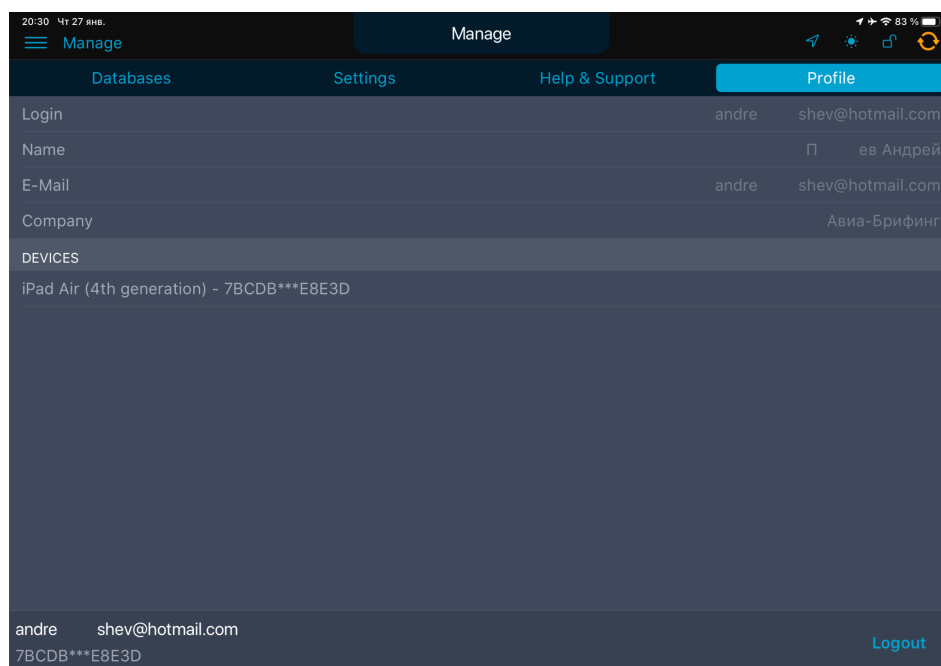 20:30 Чт 27 янв.
83 %
Manage
Manage
Databases Settings Help & Support Profile
Login andre shev@hotmail.com
Name П ев Андрей
E-Mail andre shev@hotmail.com
Company Авиа-Брифинг
DEVICES
iPad Air (4th generation) - 7BCDB***E8E3D
andre shev@hotmail.com
7BCDB***E8E3D
Logout